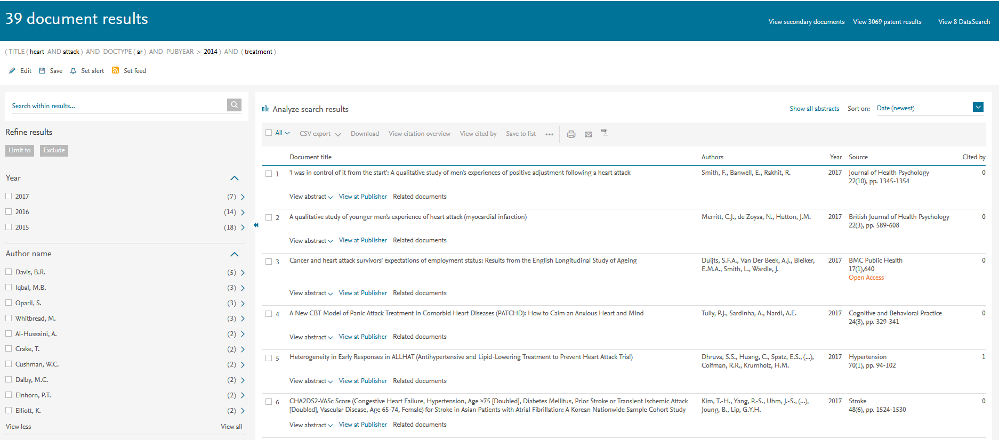 39 document results
View secondary documents View 3069 patent results View 8 DataSearch
( TITLE ( heart AND attack ) AND DOCTYPE ( ar ) AND PUBYEAR > 2014 ) AND ( treatment )
Edit Save Set alert Set feed
Search within results...
Refine results
Limit to Exclude
Year
2017 (7)
2016 (14)
2015 (18)
Author name
Davis, B.R. (5)
Iqbal, M.B. (3)
Oparil, S. (3)
Whitbread, M. (3)
Al-Hussaini, A. (2)
Crake, T. (2)
Cushman, W.C. (2)
Dalby, M.C. (2)
Einhorn, P.T. (2)
Elliott, K. (2)
View less View all
Analyze search results
Show all abstracts Sort on: Date (newest)
All CSV export Download View citation overview View cited by Save to list •••
Document title Authors Year Source Cited by
1 'I was in control of it from the start': A qualitative study of men's experiences of positive adjustment following a heart attack Smith, F., Banwell, E., Rakhit, R. 2017 Journal of Health Psychology 0
22(10), pp. 1345-1354
View abstract View at Publisher Related documents
2 A qualitative study of younger men's experience of heart attack (myocardial infarction) Merritt, C.J., de Zoysa, N., Hutton, J.M. 2017 British Journal of Health Psychology 0
22(3), pp. 589-608
View abstract View at Publisher Related documents
3 Cancer and heart attack survivors' expectations of employment status: Results from the English Longitudinal Study of Ageing Duijts, S.F.A., Van Der Beek, A.J., Bleiker, 2017 BMC Public Health 0
E.M.A., Smith, L., Wardle, J. 17(1),640
Open Access
View abstract View at Publisher Related documents
4 A New CBT Model of Panic Attack Treatment in Comorbid Heart Diseases (PATCHD): How to Calm an Anxious Heart and Mind Tully, P.J., Sardinha, A., Nardi, A.E. 2017 Cognitive and Behavioral Practice 0
24(3), pp. 329-341
View abstract View at Publisher Related documents
5 Heterogeneity in Early Responses in ALLHAT (Antihypertensive and Lipid-Lowering Treatment to Prevent Heart Attack Trial) Dhruva, S.S., Huang, C., Spatz, E.S., (...), 2017 Hypertension 1
Coifman, R.R., Krumholz, H.M. 70(1), pp. 94-102
View abstract View at Publisher Related documents
6 CHA2DS2-VASc Score (Congestive Heart Failure, Hypertension, Age ≥75 [Doubled], Diabetes Mellitus, Prior Stroke or Transient Ischemic Attack Kim, T.-H., Yang, P.-S., Uhm, J.-S., (...), 2017 Stroke 0
[Doubled], Vascular Disease, Age 65-74, Female) for Stroke in Asian Patients with Atrial Fibrillation: A Korean Nationwide Sample Cohort Study Joung, B., Lip, G.Y.H. 48(6), pp. 1524-1530
View abstract View at Publisher Related documents